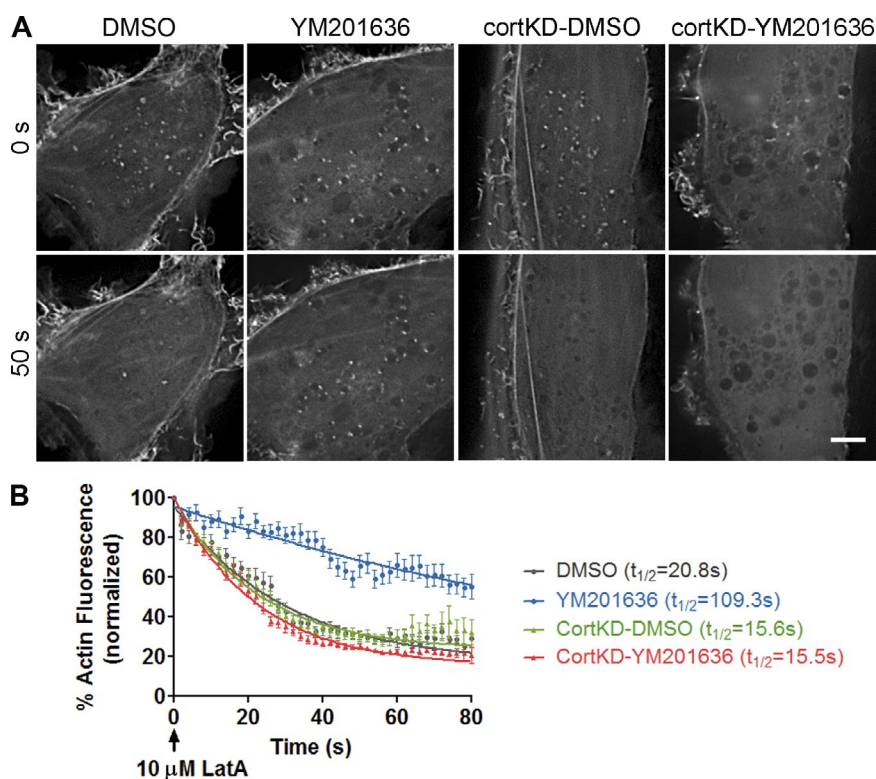 A
DMSO YM201636 cortKD-DMSO cortKD-YM201636
0 s
50 s
B
% Actin Fluorescence
(normalized)
100
80
60
40
20
0
0 20 40 60 80
Time (s)
10 μM LatA
DMSO (t1/2=20.8s)
YM201636 (t1/2=109.3s)
CortKD-DMSO (t1/2=15.6s)
CortKD-YM201636 (t1/2=15.5s)